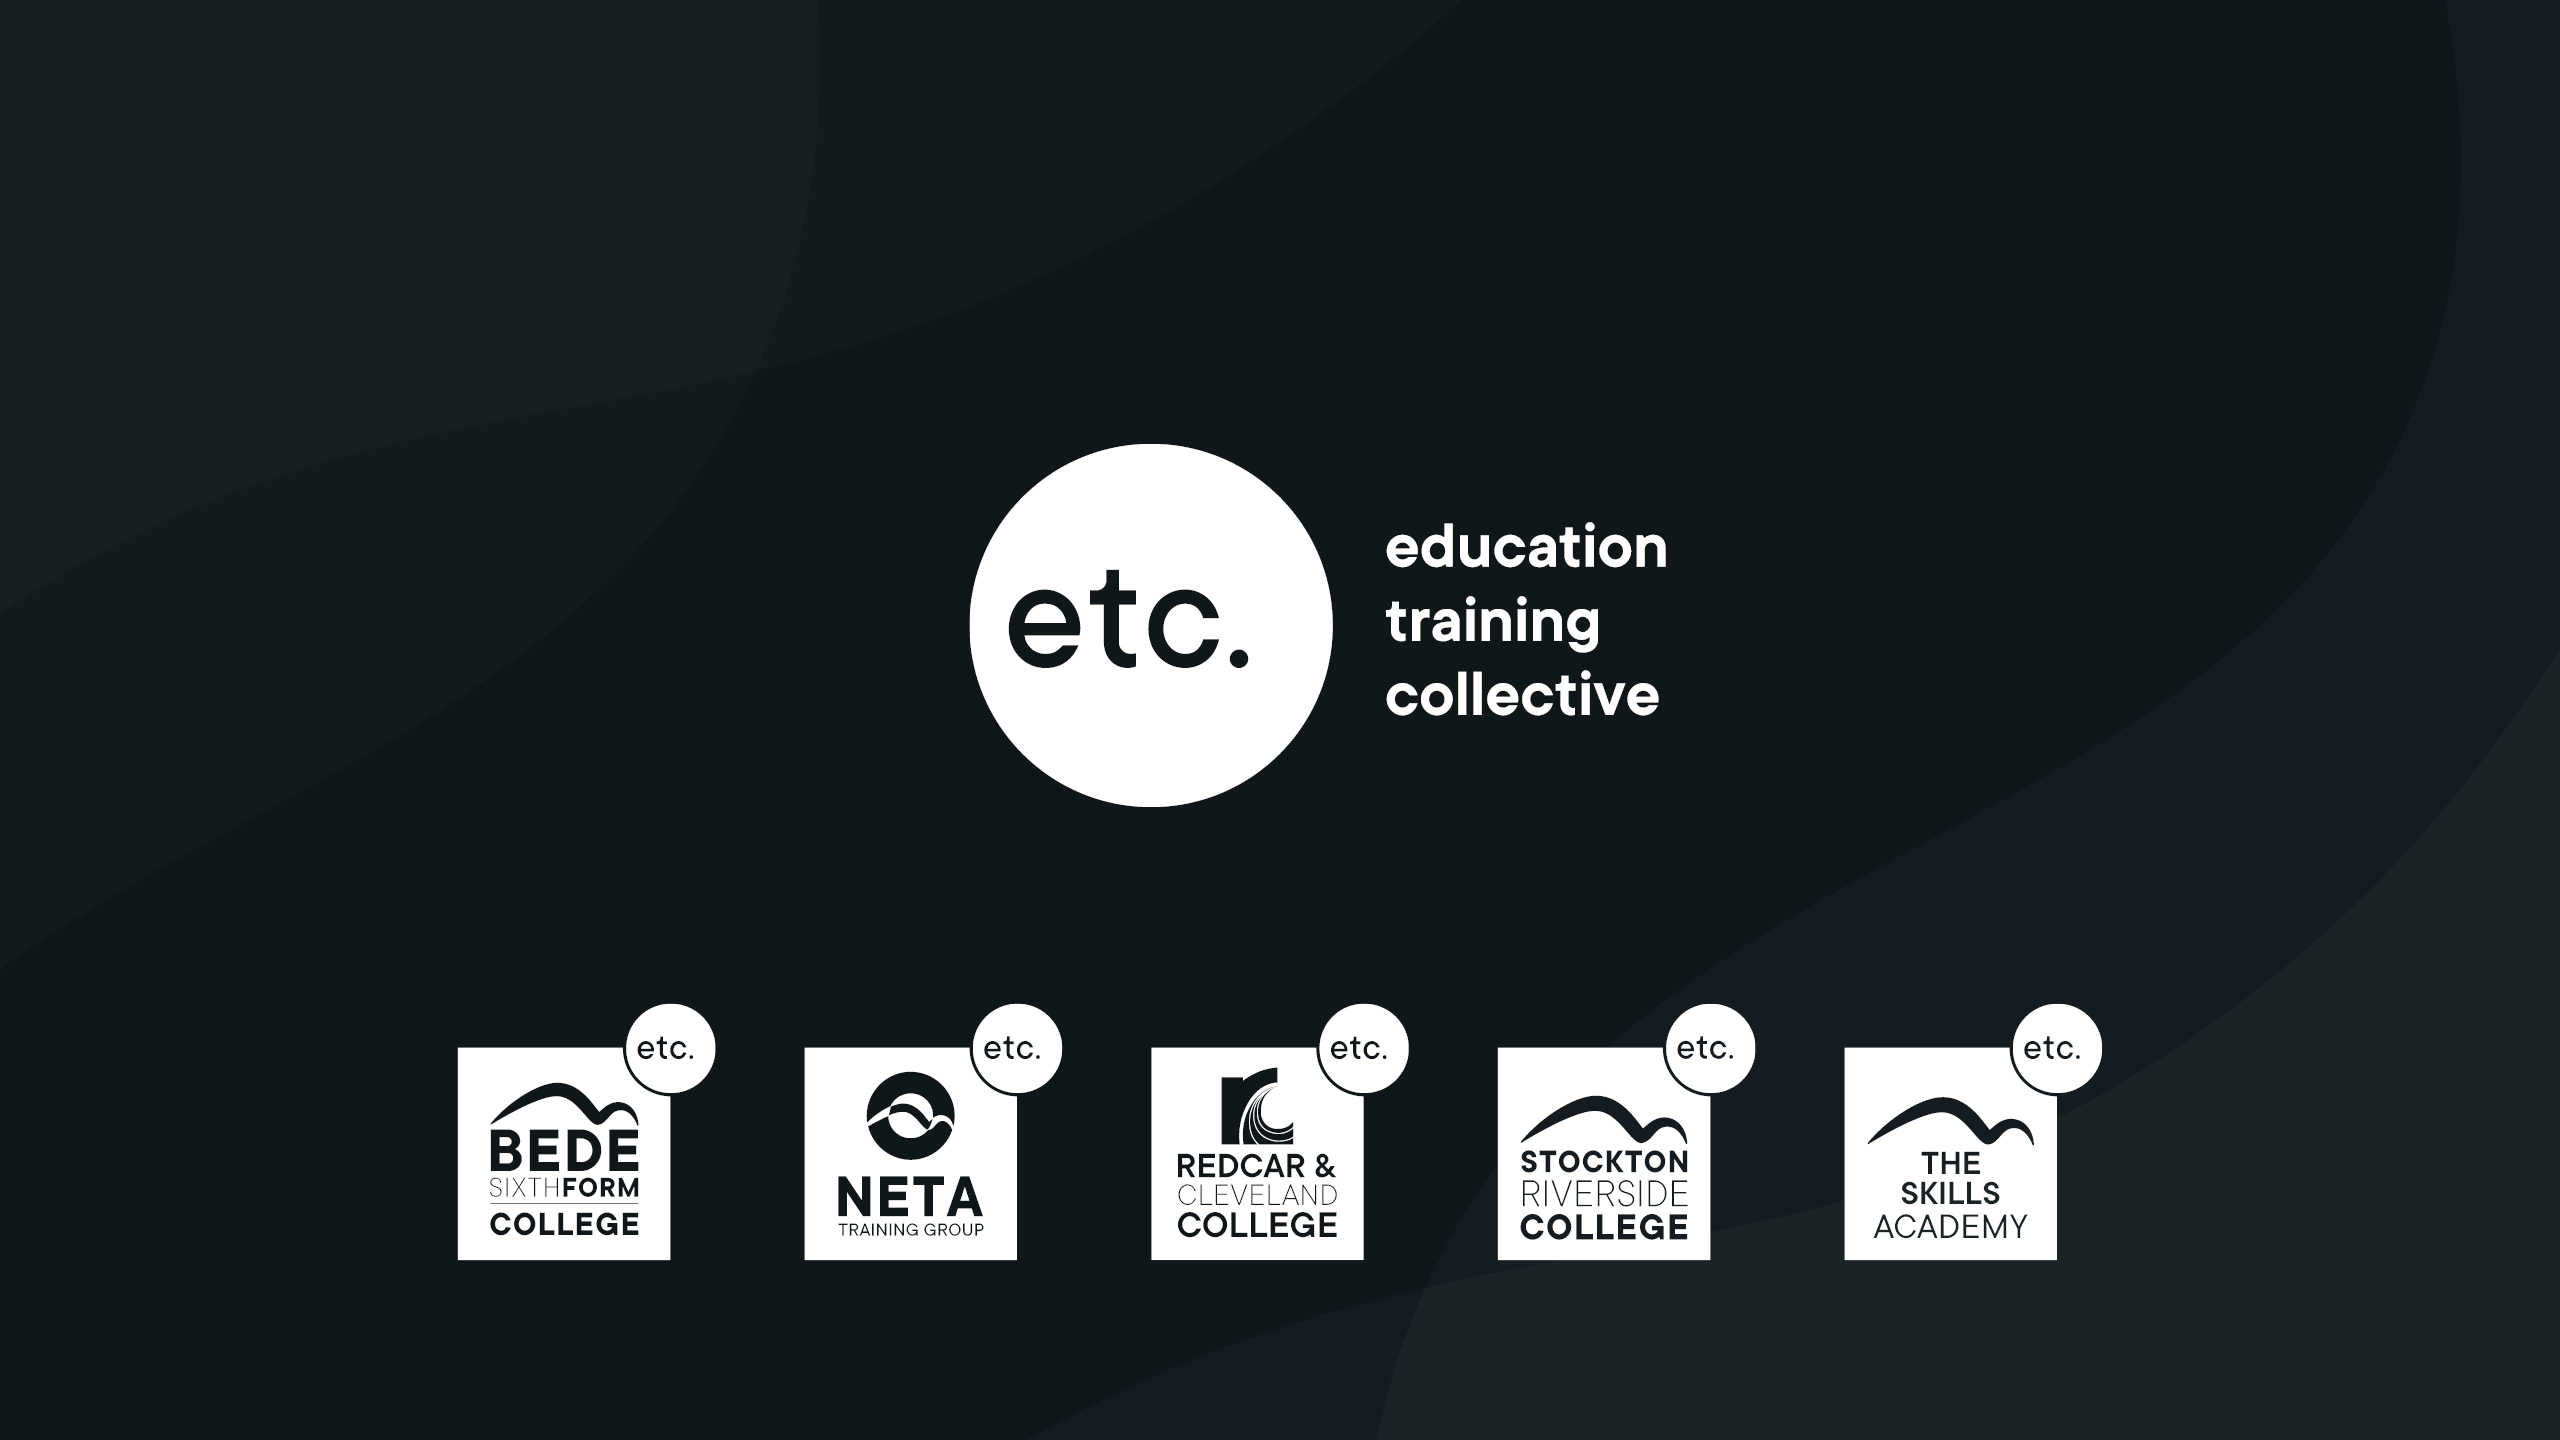 etc.
education
training
collective
etc.
BEDE
SIXTHFORM
COLLEGE
etc.
NETA
TRAINING GROUP
etc.
REDCAR &
CLEVELAND
COLLEGE
etc.
STOCKTON
RIVERSIDE
COLLEGE
etc.
THE
SKILLS
ACADEMY